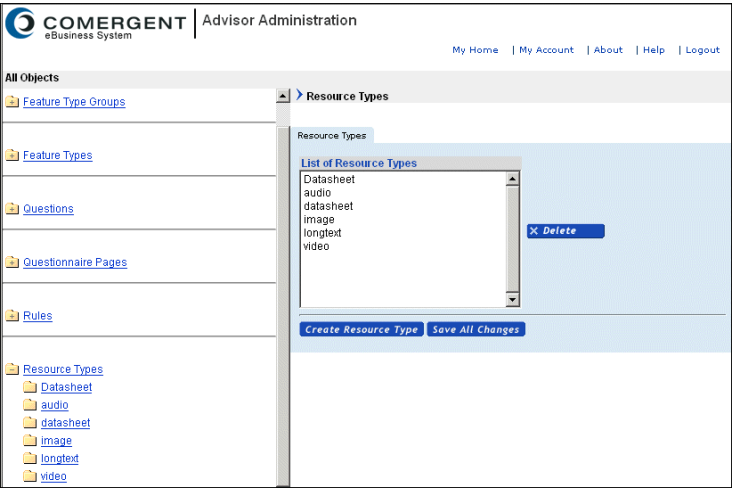 COMERGENT
eBusiness System
Advisor Administration
My Home | My Account | About | Help | Logout
All Objects
Feature Type Groups
Feature Types
Questions
Questionnaire Pages
Rules
Resource Types
Datasheet
audio
datasheet
image
longtext
video
Resource Types
Resource Types
List of Resource Types
Datasheet
audio
datasheet
image
longtext
video
Delete
Create Resource Type
Save All Changes